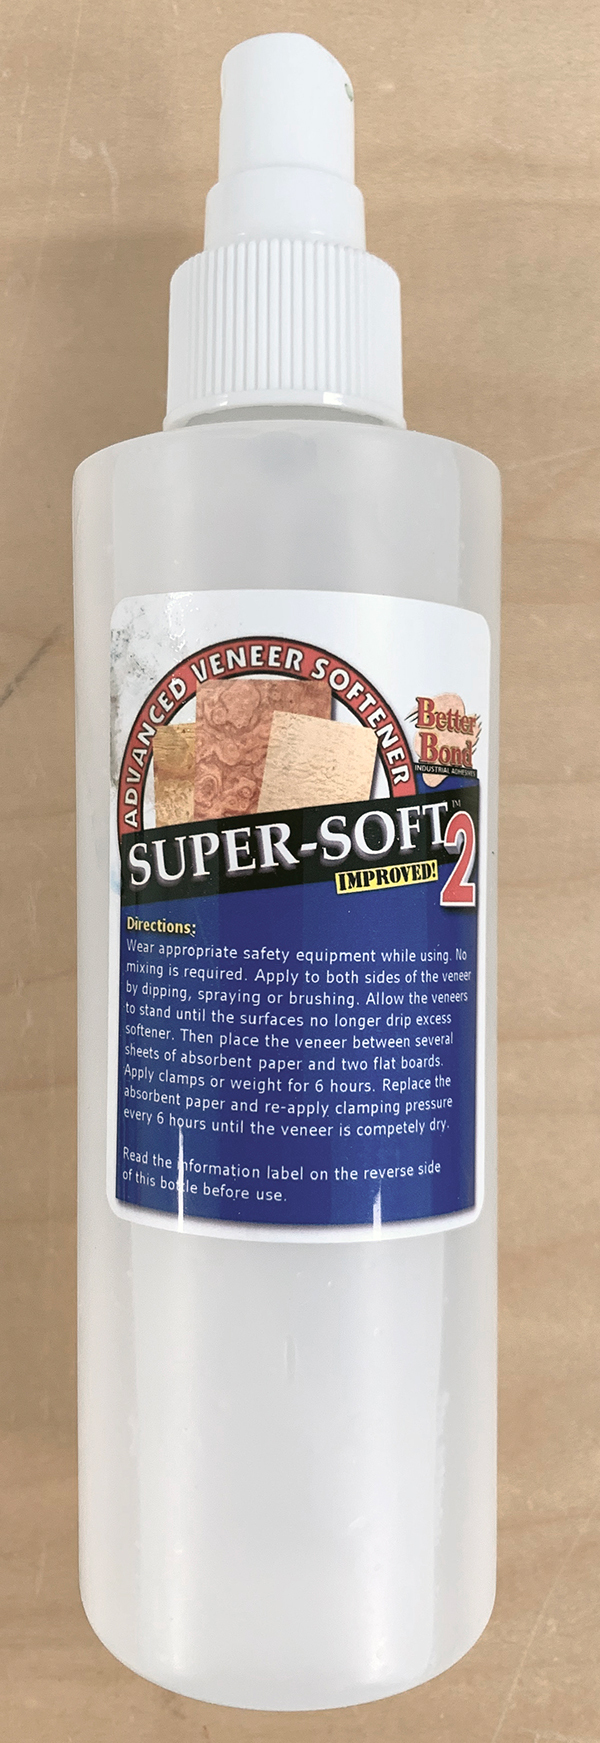 ADVANCED VENEER SOFTENER
Better
Bond
INDUSTRIAL ADHESIVES
SUPER-SOFT™ 2
IMPROVED!
Directions:
Wear appropriate safety equipment while using. No
mixing is required. Apply to both sides of the veneer
by dipping, spraying or brushing. Allow the veneers
to stand until the surfaces no longer drip excess
softener. Then place the veneer between several
sheets of absorbent paper and two flat boards.
Apply clamps or weight for 6 hours. Replace the
absorbent paper and re-apply clamping pressure
every 6 hours until the veneer is competely dry.
Read the information label on the reverse side
of this bottle before use.